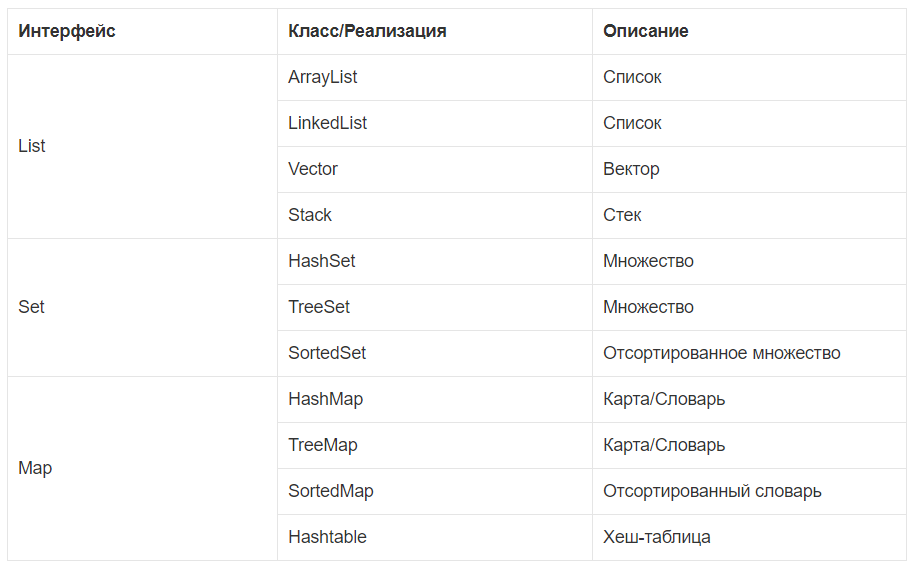 Интерфейс Класс/Реализация Описание
List
ArrayList Список
LinkedList Список
Vector Вектор
Stack Стек
Set
HashSet Множество
TreeSet Множество
SortedSet Отсортированное множество
Map
HashMap Карта/Словарь
TreeMap Карта/Словарь
SortedMap Отсортированный словарь
Hashtable Хеш-таблица